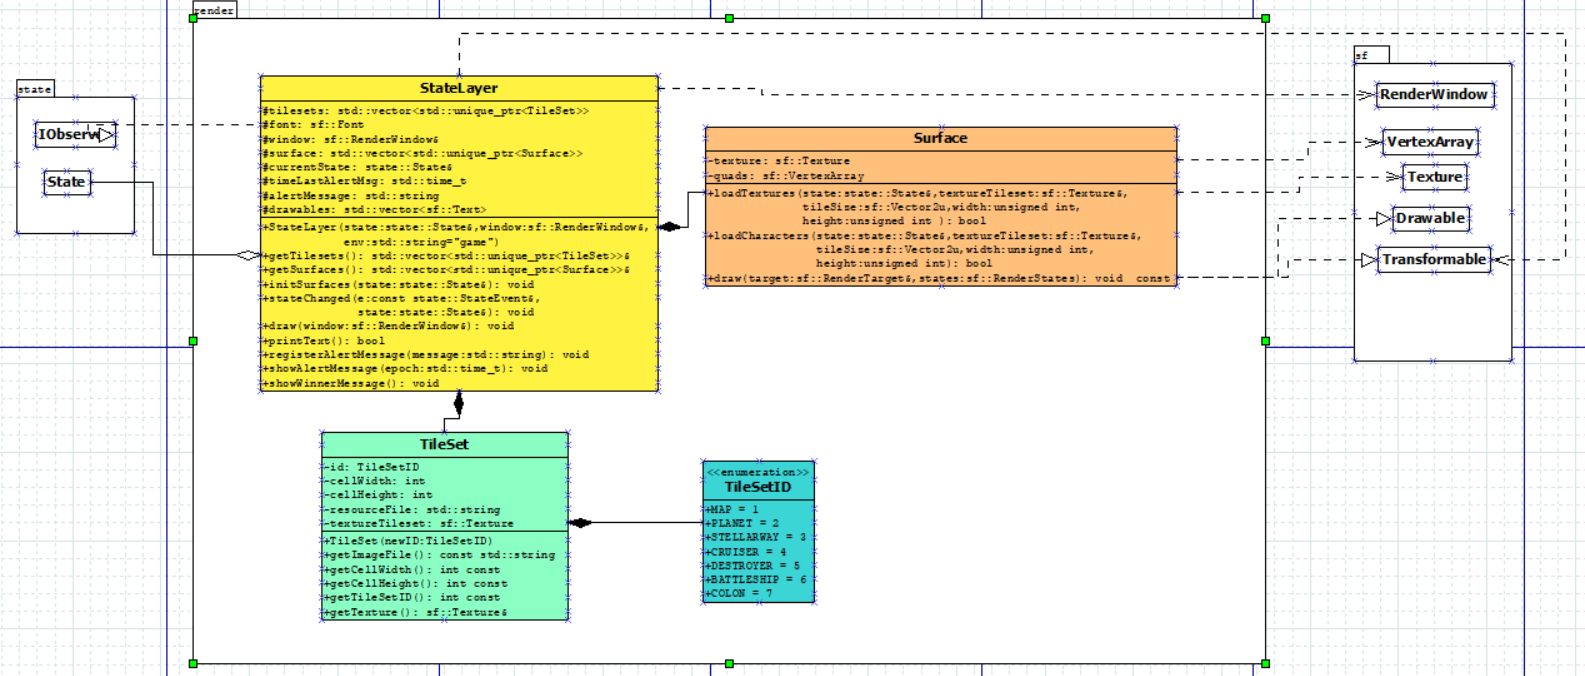 render
state
IObserv
State
StateLayer
#tilesets: std::vector<std::unique_ptr<TileSet>>
#font: sf::Font
#window: sf::RenderWindow&
#surface: std::vector<std::unique_ptr<Surface>>
#currentState: state::State&
#timeLastAlertMsg: std::time_t
#alertMessage: std::string
#drawables: std::vector<sf::Text>
+StateLayer(state:state::State&,window:sf::RenderWindow&,
env:std::string="game")
+getTilesets(): std::vector<std::unique_ptr<TileSet>>&
+getSurfaces(): std::vector<std::unique_ptr<Surface>>&
+initSurfaces(state:state::State&): void
+stateChanged(e:const state::StateEvent&,
state:state::State&): void
+draw(window:sf::RenderWindow&): void
+printText(): bool
+registerAlertMessage(message:std::string): void
+showAlertMessage(epoch:std::time_t): void
+showWinnerMessage(): void
Surface
-texture: sf::Texture
-quads: sf::VertexArray
+loadTextures(state:state::State&,textureTileset:sf::Texture&,
tileSize:sf::Vector2u,width:unsigned int,
height:unsigned int ): bool
+loadCharacters(state:state::State&,textureTileset:sf::Texture&,
tileSize:sf::Vector2u,width:unsigned int,
height:unsigned int): bool
+draw(target:sf::RenderTarget&,states:sf::RenderStates): void const
sf
RenderWindow
VertexArray
Texture
Drawable
Transformable
TileSet
-id: TileSetID
-cellWidth: int
-cellHeight: int
-resourceFile: std::string
-textureTileset: sf::Texture
+TileSet(newID:TileSetID)
+getImageFile(): const std::string
+getCellWidth(): int const
+getCellHeight(): int const
+getTileSetID(): int const
+getTexture(): sf::Texture&
<<enumeration>>
TileSetID
+MAP = 1
+PLANET = 2
+STELLARWAY = 3
+CRUISER = 4
+DESTROYER = 5
+BATTLESHIP = 6
+COLON = 7